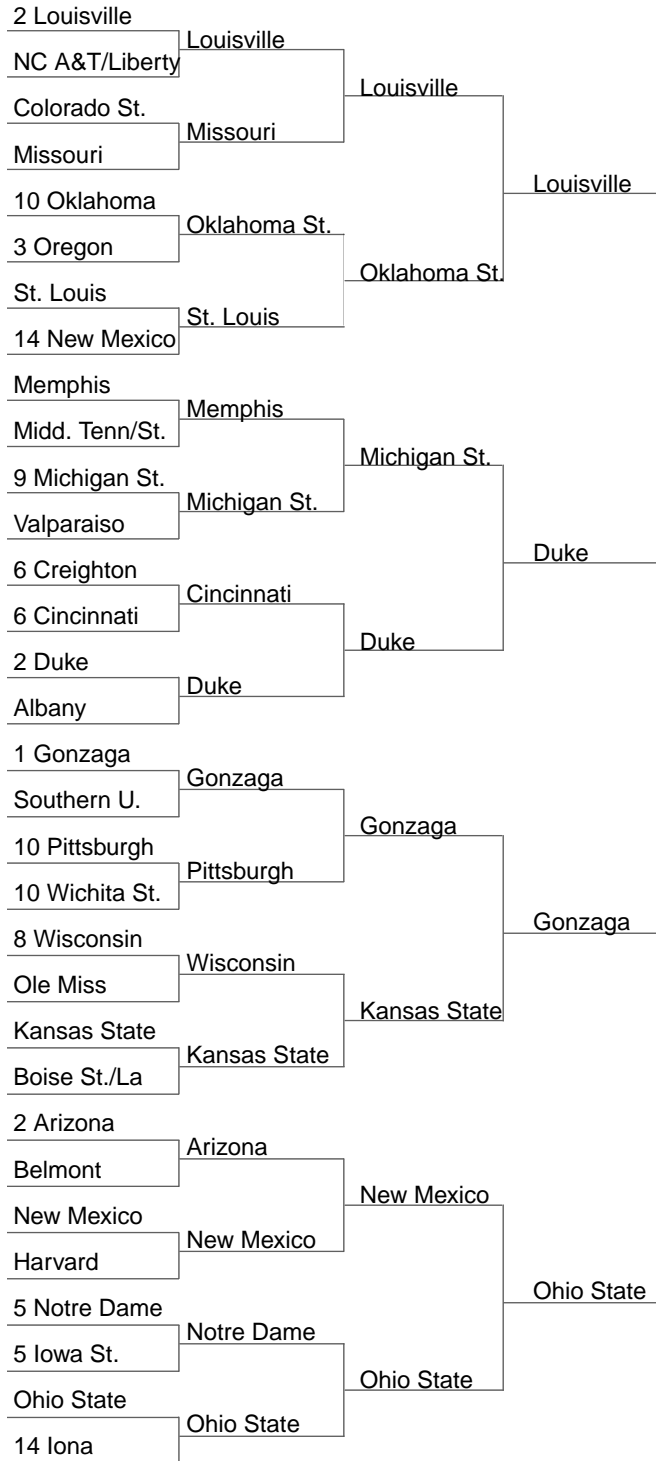 2 Louisville
NC A&T/Liberty
Colorado St.
Missouri
10 Oklahoma
3 Oregon
St. Louis
14 New Mexico
Memphis
Midd. Tenn/St.
9 Michigan St.
Valparaiso
6 Creighton
6 Cincinnati
2 Duke
Albany
1 Gonzaga
Southern U.
10 Pittsburgh
10 Wichita St.
8 Wisconsin
Ole Miss
Kansas State
Boise St./La
2 Arizona
Belmont
New Mexico
Harvard
5 Notre Dame
5 Iowa St.
Ohio State
14 Iona
Louisville
Missouri
Oklahoma St.
St. Louis
Memphis
Michigan St.
Cincinnati
Duke
Gonzaga
Pittsburgh
Wisconsin
Kansas State
Arizona
New Mexico
Notre Dame
Ohio State
Louisville
Oklahoma St.
Michigan St.
Duke
Gonzaga
Kansas State
New Mexico
Ohio State
Louisville
Duke
Gonzaga
Ohio State